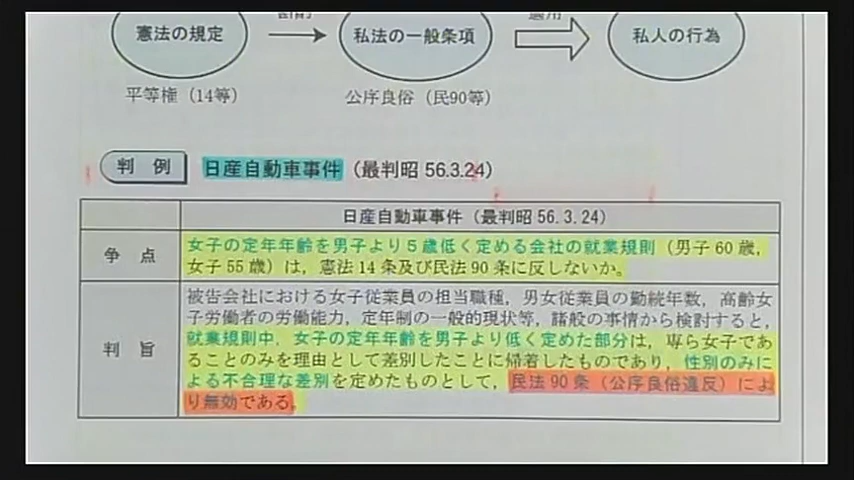 憲法の規定
私法の一般条項
適用
私人の行為
平等権（14等）
公序良俗（民90等）
判 例
日産自動車事件（最判昭 56.3.24）
日産自動車事件（最判昭 56.3.24）
争 点
女子の定年年齢を男子より５歳低く定める会社の就業規則（男子 60 歳，
女子 55 歳）は，憲法 14 条及び民法 90 条に反しないか。
判 旨
被告会社における女子従業員の担当職種，男女従業員の勤続年数，高齢女
子労働者の労働能力，定年制の一般的現状等，諸般の事情から検討すると，
就業規則中，女子の定年年齢を男子より低く定めた部分は，専ら女子であ
ることのみを理由として差別したことに帰着したものであり，性別のみに
よる不合理な差別を定めたものとして，民法 90 条（公序良俗違反）によ
り無効である。